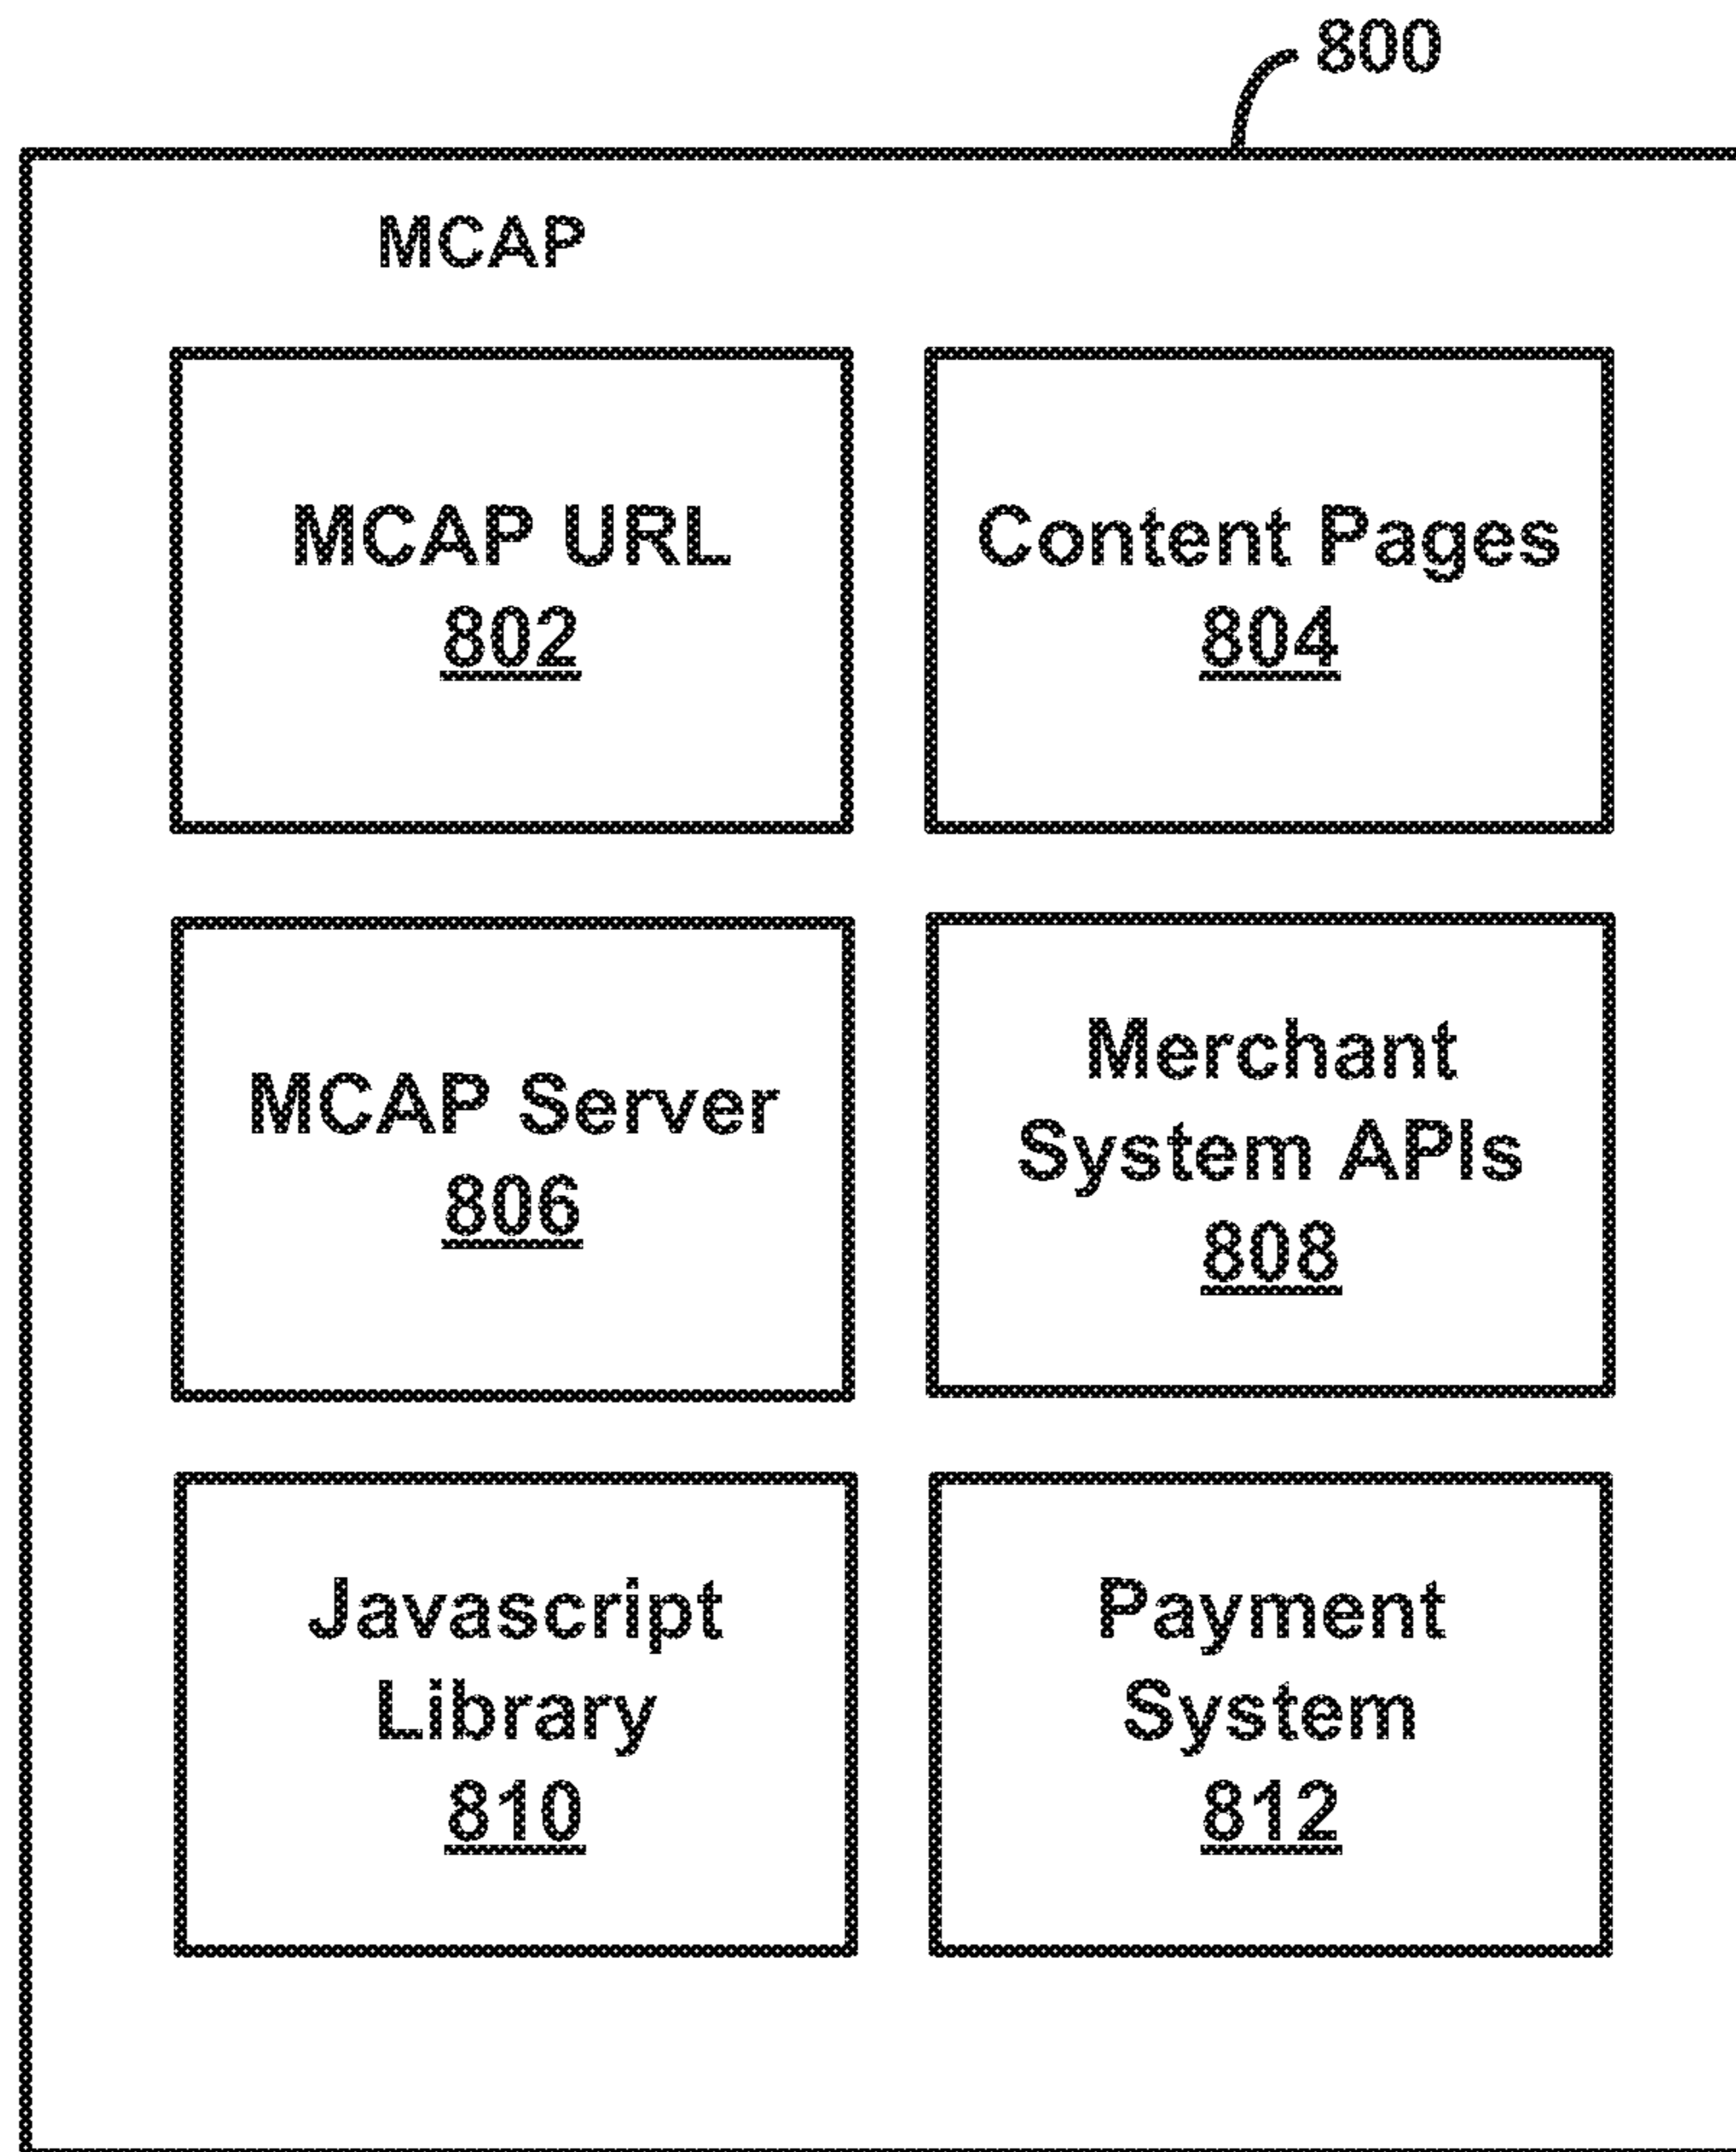 800
MCAP
MCAP URL
802
Content Pages
804
MCAP Server
806
Merchant
System APIs
808
Javascript
Library
810
Payment
System
812